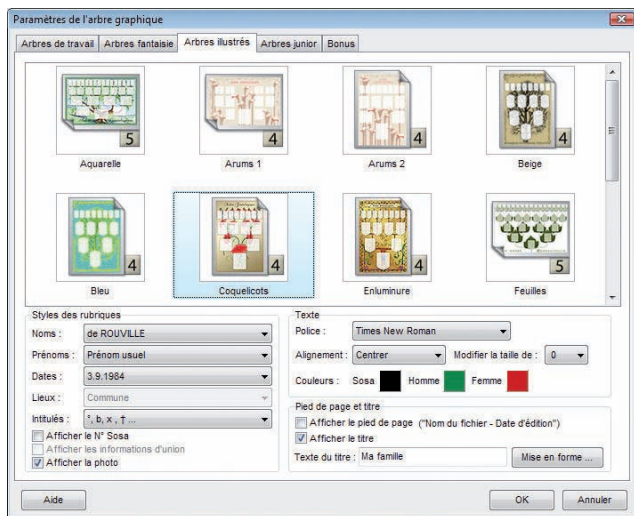 Paramètres de l'arbre graphique
Arbres de travail Arbres fantaisie Arbres illustrés Arbres junior Bonus
5 4 4 4
Aquarelle Arums 1 Arums 2 Beige
4 4 4 5
Bleu Coquelicots Enluminure Feuilles
Styles des rubriques
Noms : de ROUVILLE
Prénoms : Prénom usuel
Dates : 3.9.1984
Lieux : Commune
Intitulés : °, b, x , † ...
Afficher le N° Sosa
Afficher les informations d'union
Afficher la photo
Texte
Police : Times New Roman
Alignement : Centrer Modifier la taille de : 0
Couleurs : Sosa Homme Femme
Pied de page et titre
Afficher le pied de page ("Nom du fichier - Date d'édition")
Afficher le titre
Texte du titre : Ma famille Mise en forme ...
Aide OK Annuler